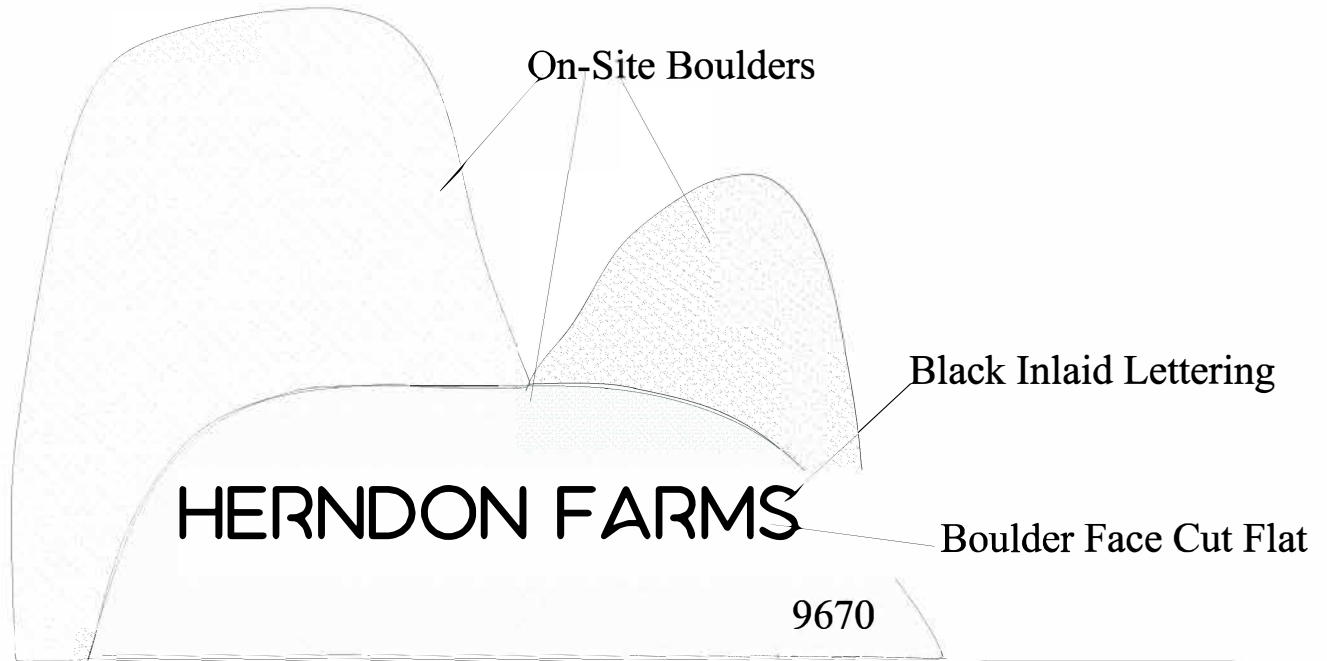 On-Site Boulders
Black Inlaid Lettering
HERNDON FARMS
Boulder Face Cut Flat
9670